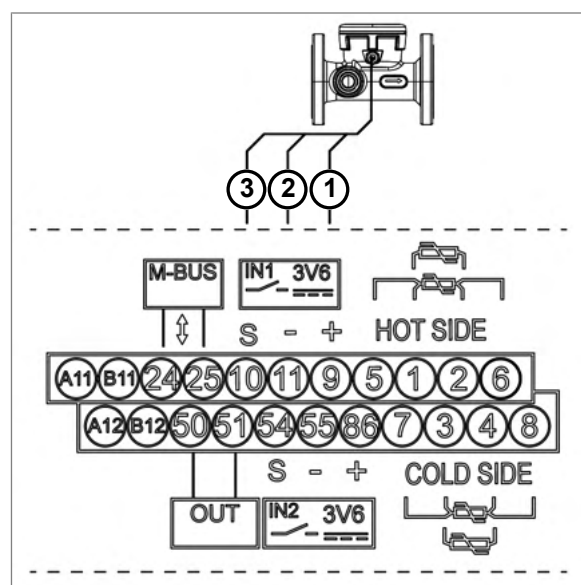 3 2 1
M-BUS IN1 3V6
S - + HOT SIDE
A11 B11 24 25 10 11 9 5 1 2 6
A12 B12 50 51 54 55 86 7 3 4 8
S - + COLD SIDE
OUT IN2 3V6